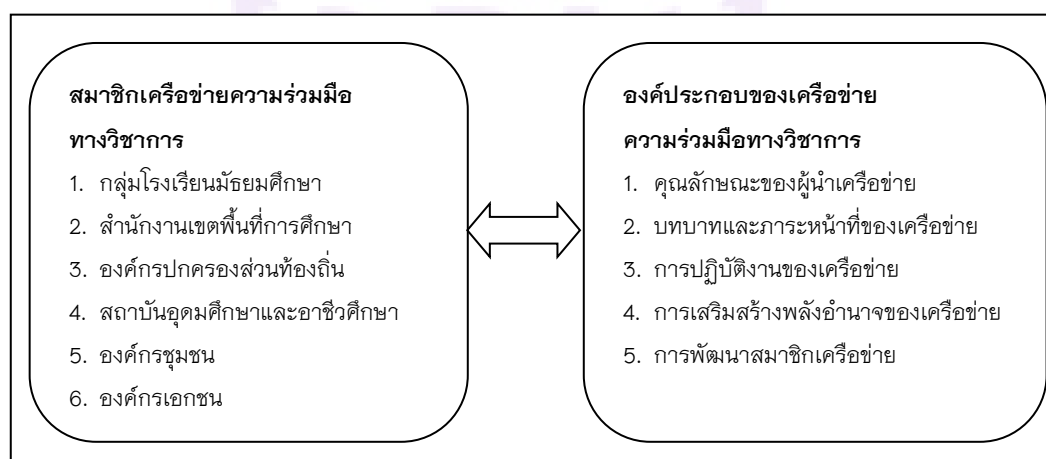 สมาชิกเครือข่ายความร่วมมือ
ทางวิชาการ
1. กลุ่มโรงเรียนมัธยมศึกษา
2. สำนักงานเขตพื้นที่การศึกษา
3. องค์กรปกครองส่วนท้องถิ่น
4. สถาบันอุดมศึกษาและอาชีวศึกษา
5. องค์กรชุมชน
6. องค์กรเอกชน
องค์ประกอบของเครือข่าย
ความร่วมมือทางวิชาการ
1. คุณลักษณะของผู้นำเครือข่าย
2. บทบาทและภาระหน้าที่ของเครือข่าย
3. การปฏิบัติงานของเครือข่าย
4. การเสริมสร้างพลังอำนาจของเครือข่าย
5. การพัฒนาสมาชิกเครือข่าย